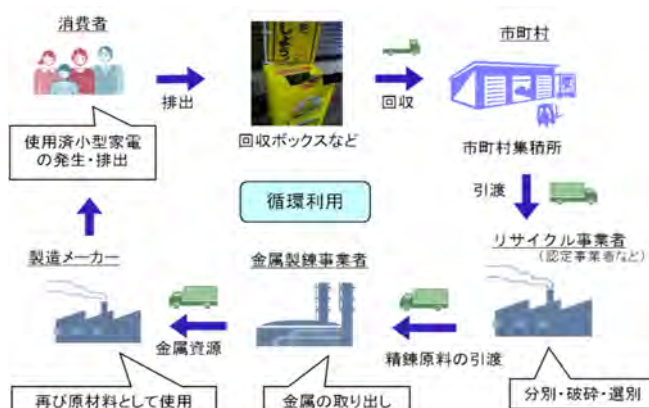 消費者
市町村
排出
回収
使用済小型家電
の発生・排出
回収ボックスなど
市町村集積所
循環利用
引渡
製造メーカー
金属製錬事業者
リサイクル事業者
（認定事業者など）
金属資源
精錬原料の引渡
再び原材料として使用
金属の取り出し
分別・破砕・選別